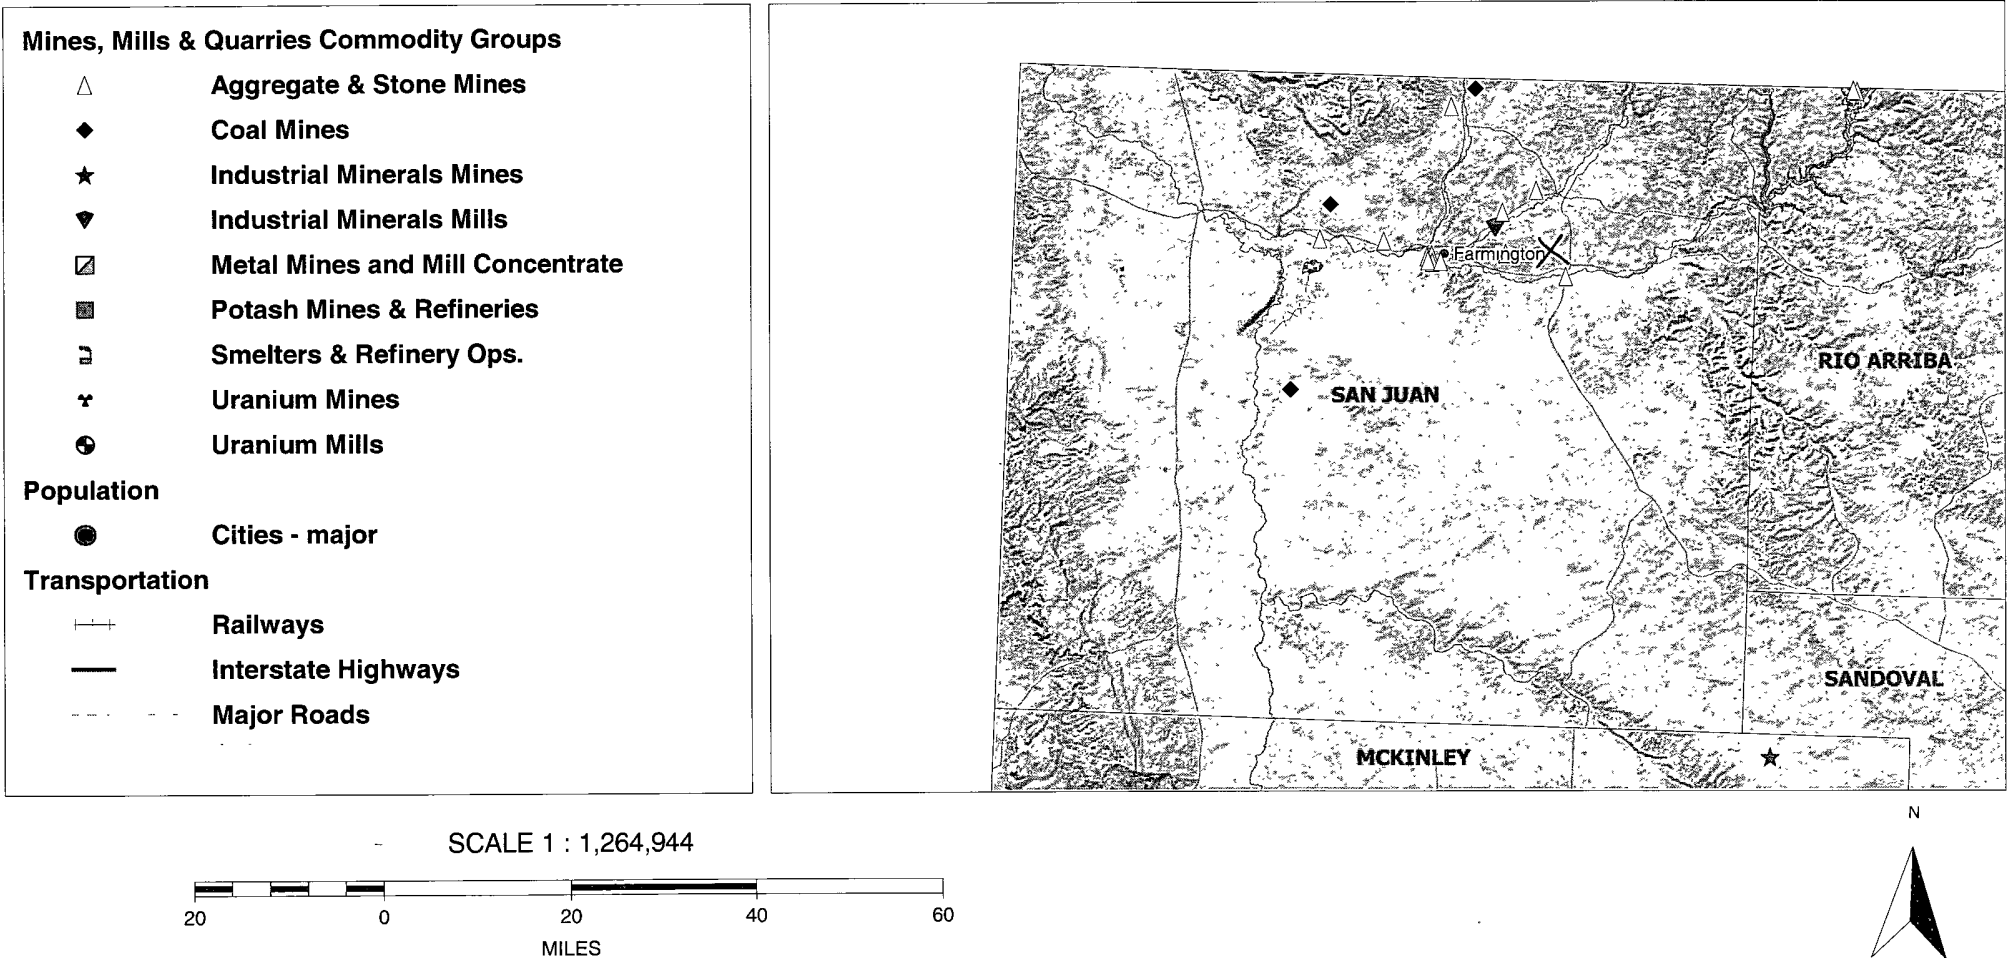 Mines, Mills & Quarries Commodity Groups
Aggregate & Stone Mines
Coal Mines
Industrial Minerals Mines
Industrial Minerals Mills
Metal Mines and Mill Concentrate
Potash Mines & Refineries
Smelters & Refinery Ops.
Uranium Mines
Uranium Mills
Population
Cities - major
Transportation
Railways
Interstate Highways
Major Roads
Farmington
RIO ARRIBA
SAN JUAN
SANDOVAL
MCKINLEY
SCALE 1 : 1,264,944
20 0 20 40 60
MILES
N